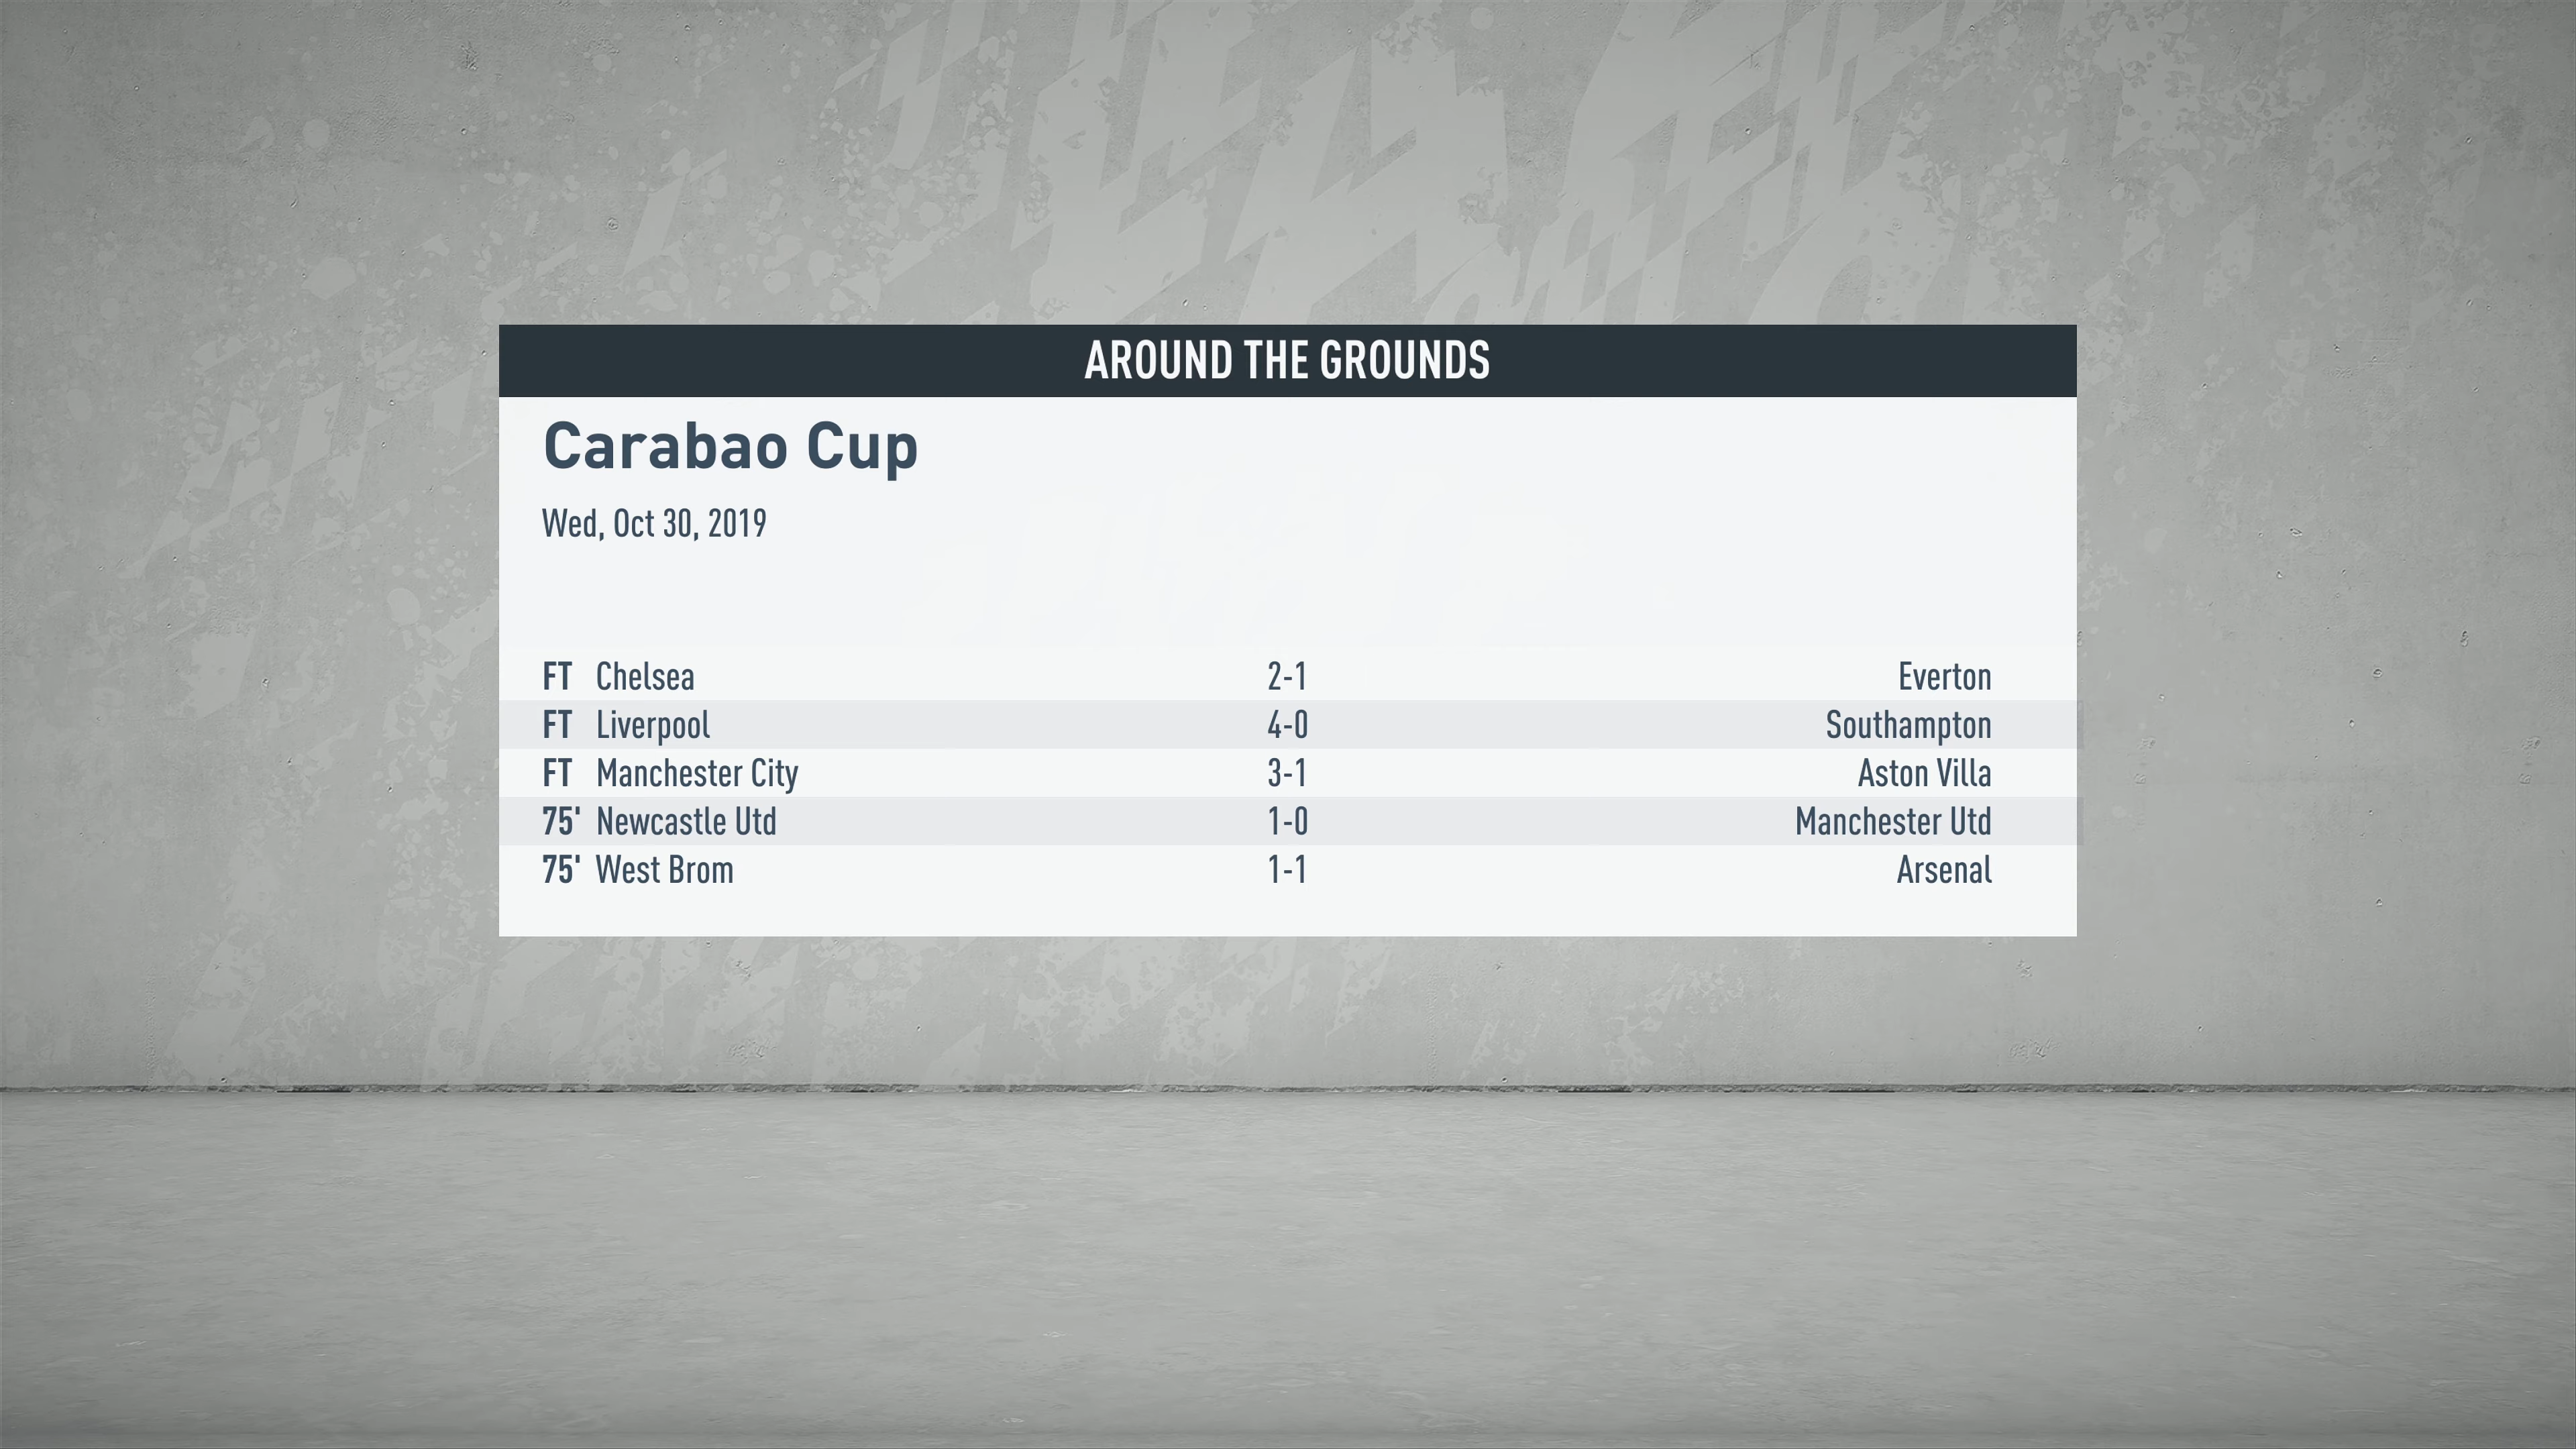 AROUND THE GROUNDS
Carabao Cup
Wed, Oct 30, 2019
FT Chelsea 2-1 Everton
FT Liverpool 4-0 Southampton
FT Manchester City 3-1 Aston Villa
75' Newcastle Utd 1-0 Manchester Utd
75' West Brom 1-1 Arsenal